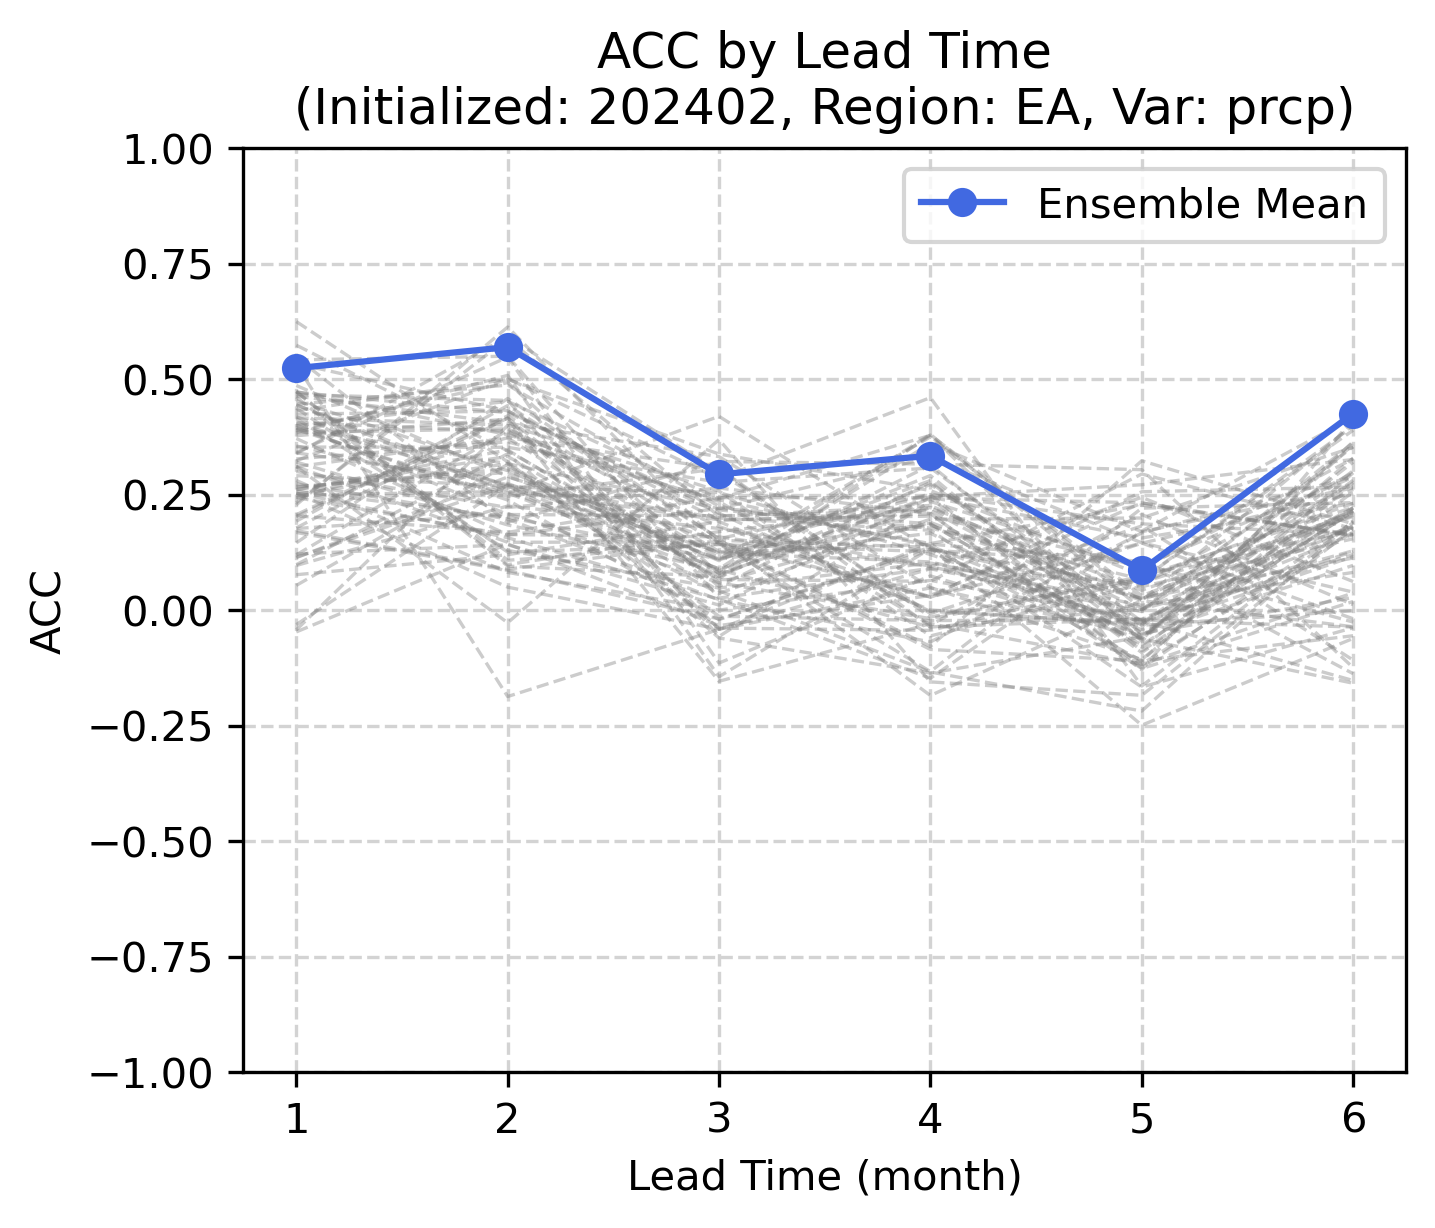 ACC by Lead Time
(Initialized: 202402, Region: EA, Var: prcp)
Ensemble Mean
1.00
0.75
0.50
0.25
0.00
−0.25
−0.50
−0.75
−1.00
ACC
1 2 3 4 5 6
Lead Time (month)